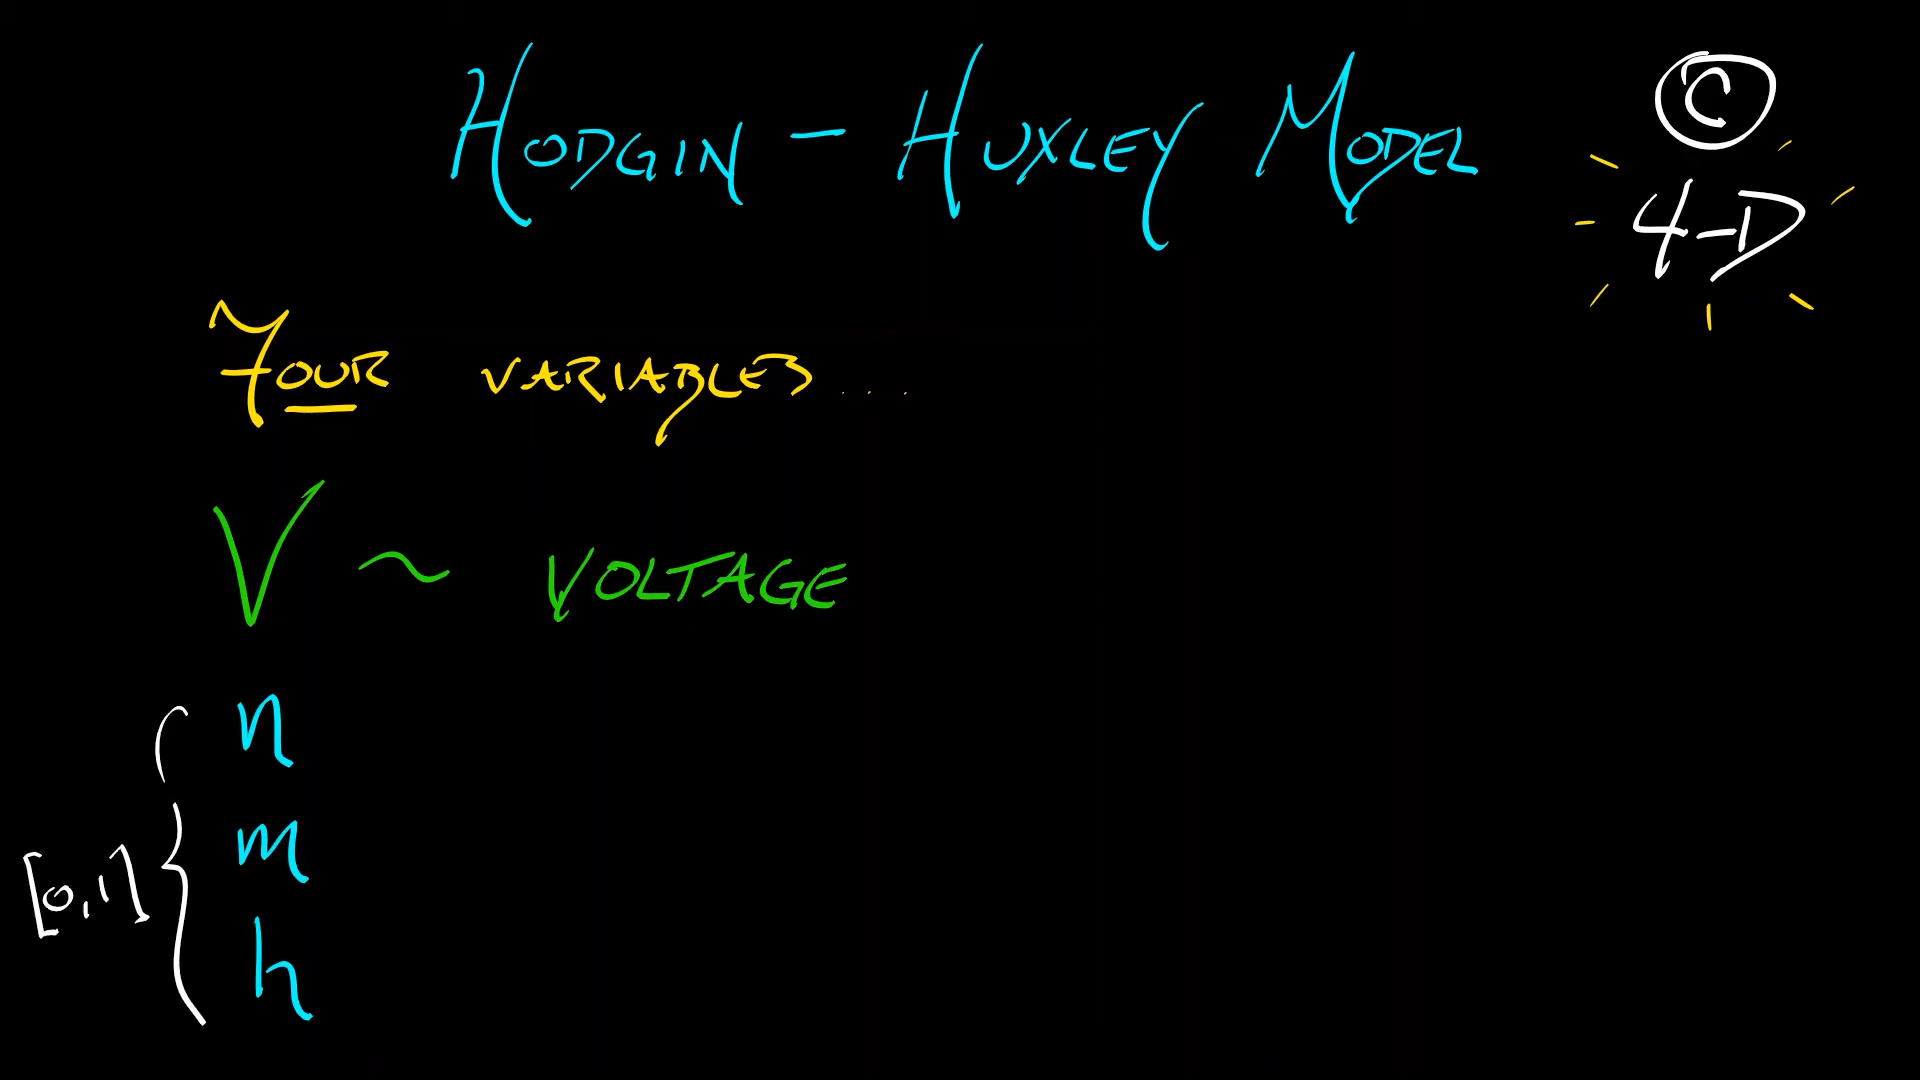 HODGIN - HUXLEY MODEL
©
4-D
FOUR VARIABLES...
V ~ VOLTAGE
n
m
[0,1]
h